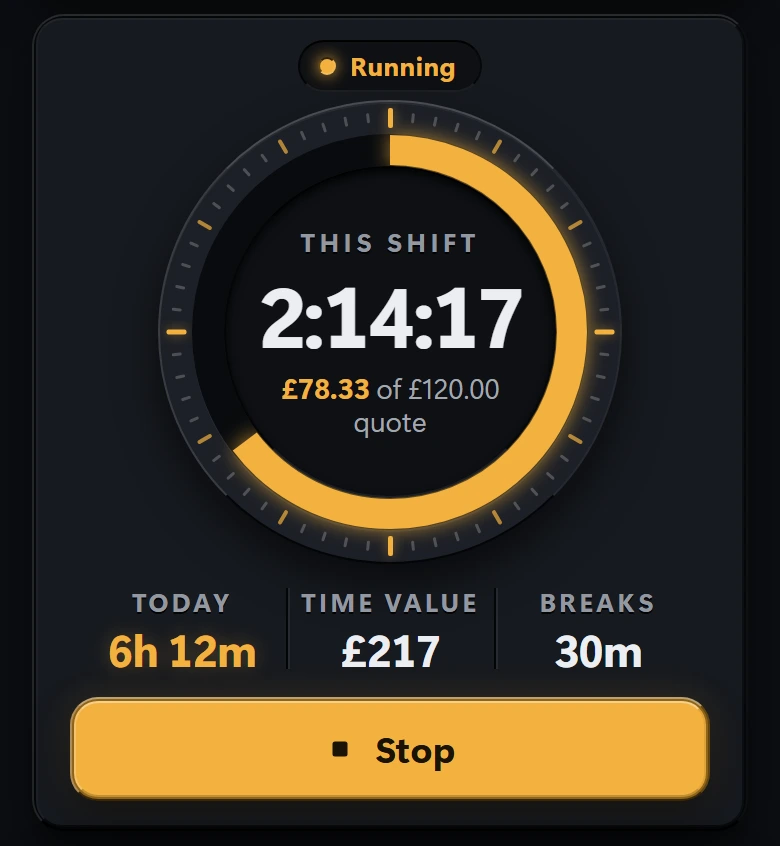 Running
THIS SHIFT
2:14:17
£78.33 of £120.00
quote
TODAY
6h 12m
TIME VALUE
£217
BREAKS
30m
Stop